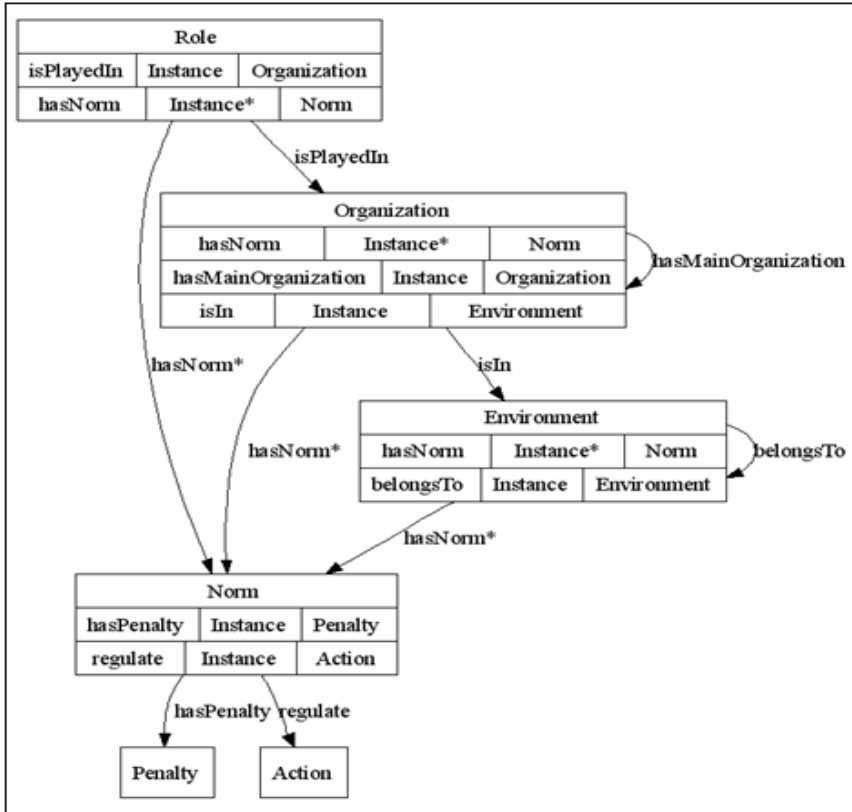 Role
isPlayedIn Instance Organization
hasNorm Instance* Norm
isPlayedIn
Organization
hasNorm Instance* Norm
hasMainOrganization Instance Organization
isIn Instance Environment
hasMainOrganization
hasNorm*
isIn
Environment
hasNorm Instance* Norm
belongsTo Instance Environment
belongsTo
hasNorm*
hasNorm*
Norm
hasPenalty Instance Penalty
regulate Instance Action
hasPenalty regulate
Penalty Action